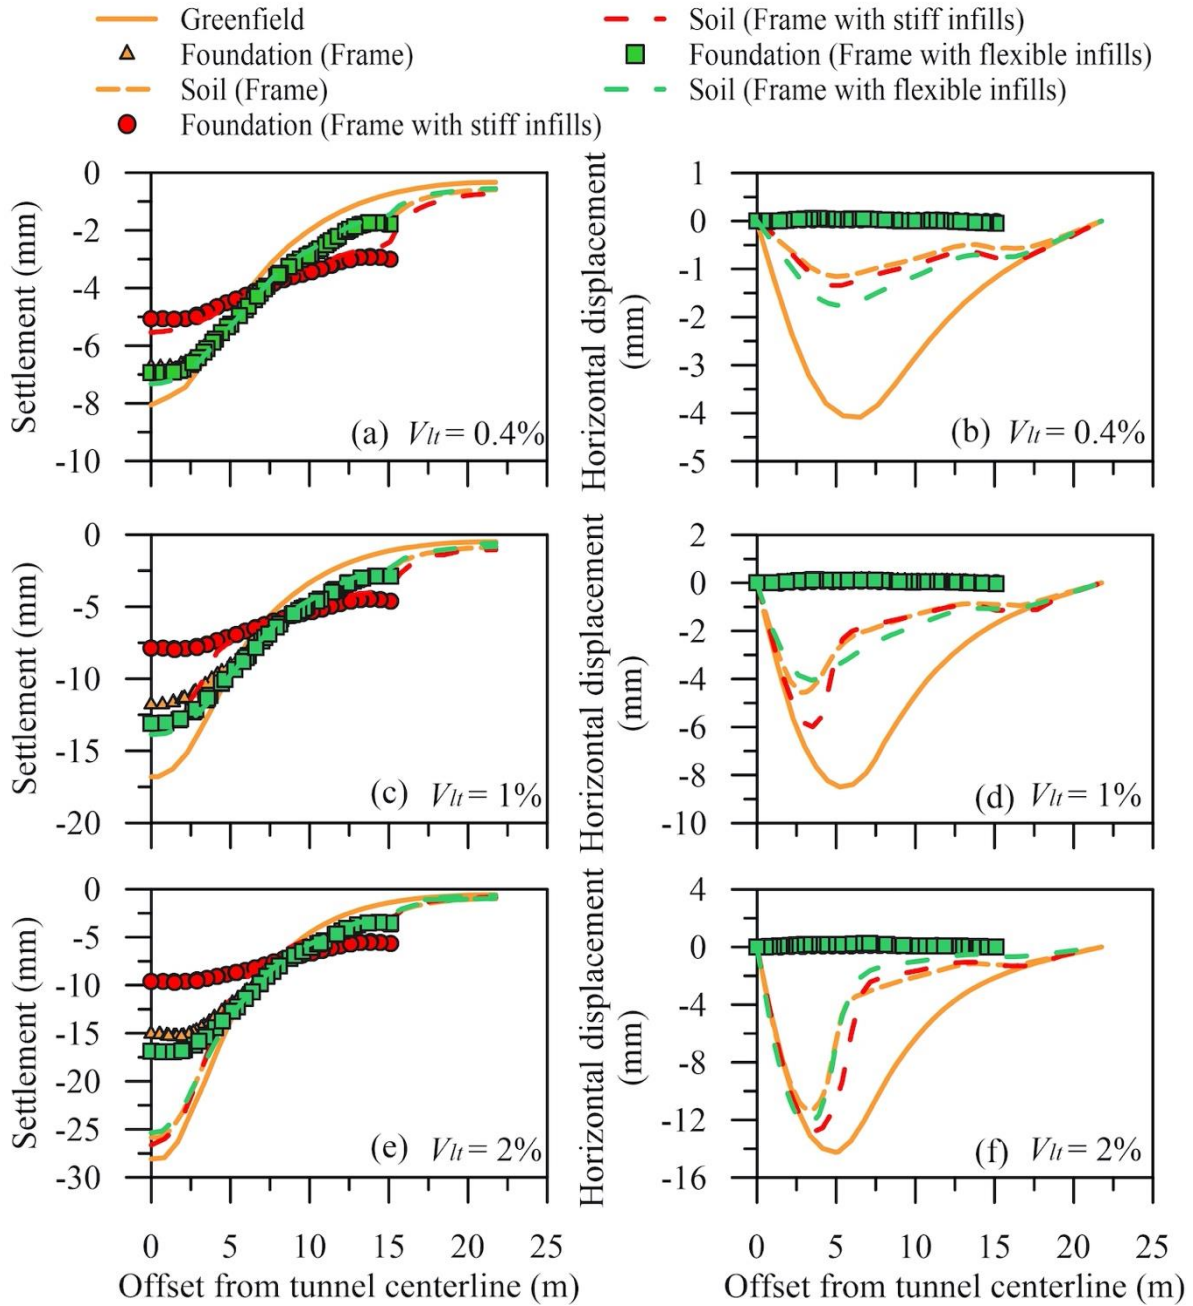 Greenfield
Foundation (Frame)
Soil (Frame)
Foundation (Frame with stiff infills)
Soil (Frame with stiff infills)
Foundation (Frame with flexible infills)
Soil (Frame with flexible infills)
Settlement (mm)
0
-2
-4
-6
-8
-10
(a) Vlt = 0.4%
Horizontal displacement
(mm)
1
0
-1
-2
-3
-4
-5
(b) Vlt = 0.4%
Settlement (mm)
0
-5
-10
-15
-20
(c) Vlt = 1%
Horizontal displacement
(mm)
2
0
-2
-4
-6
-8
-10
(d) Vlt = 1%
Settlement (mm)
0
-5
-10
-15
-20
-25
-30
(e) Vlt = 2%
0 5 10 15 20 25
Offset from tunnel centerline (m)
Horizontal displacement
(mm)
4
0
-4
-8
-12
-16
(f) Vlt = 2%
0 5 10 15 20 25
Offset from tunnel centerline (m)